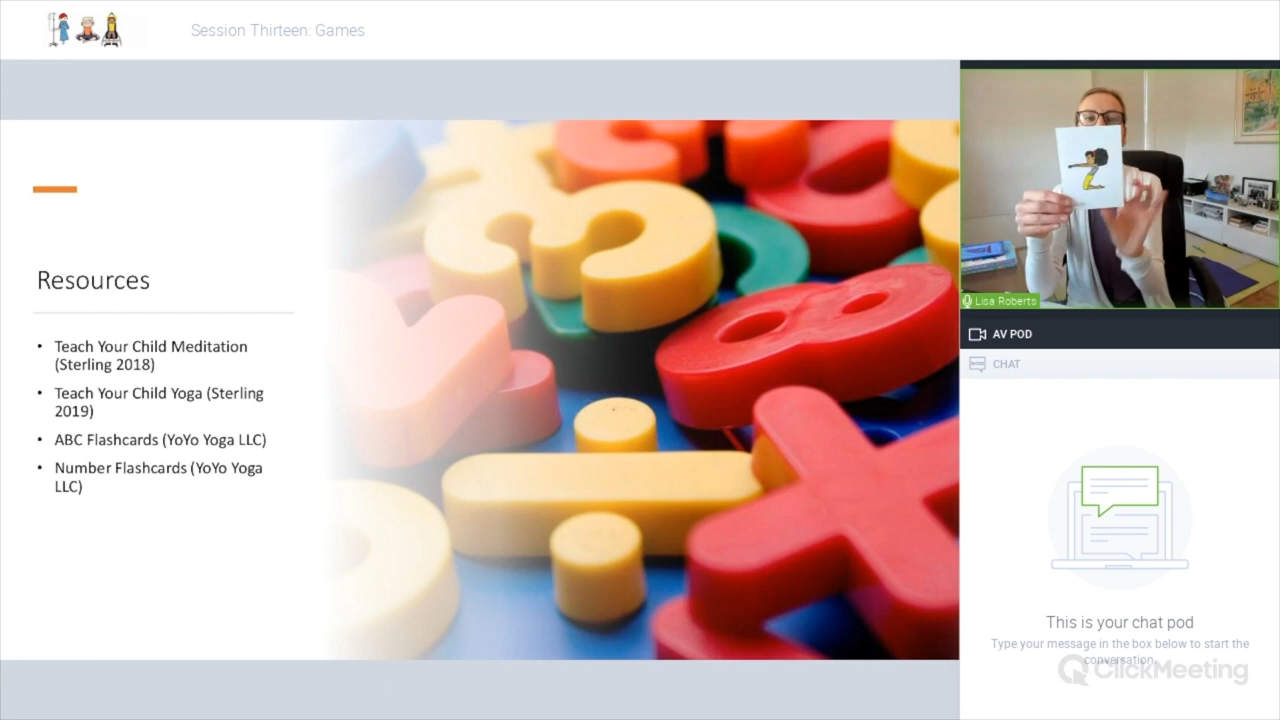 Session Thirteen: Games
Resources
• Teach Your Child Meditation
(Sterling 2018)
• Teach Your Child Yoga (Sterling
2019)
• ABC Flashcards (YoYo Yoga LLC)
• Number Flashcards (YoYo Yoga
LLC)
Lisa Roberts
AV POD
CHAT
This is your chat pod
Type your message in the box below to start the
conversation.
ClickMeeting